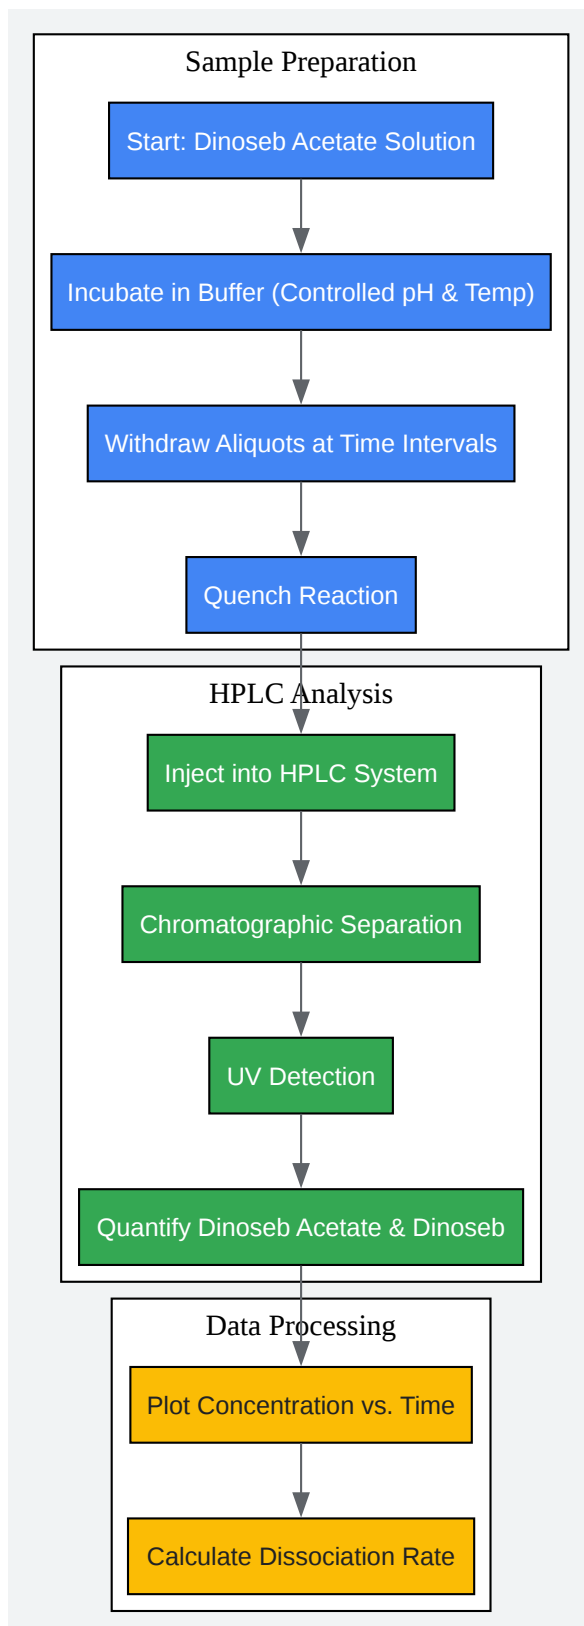 Sample Preparation
Start: Dinoseb Acetate Solution
Incubate in Buffer (Controlled pH & Temp)
Withdraw Aliquots at Time Intervals
Quench Reaction
HPLC Analysis
Inject into HPLC System
Chromatographic Separation
UV Detection
Quantify Dinoseb Acetate & Dinoseb
Data Processing
Plot Concentration vs. Time
Calculate Dissociation Rate